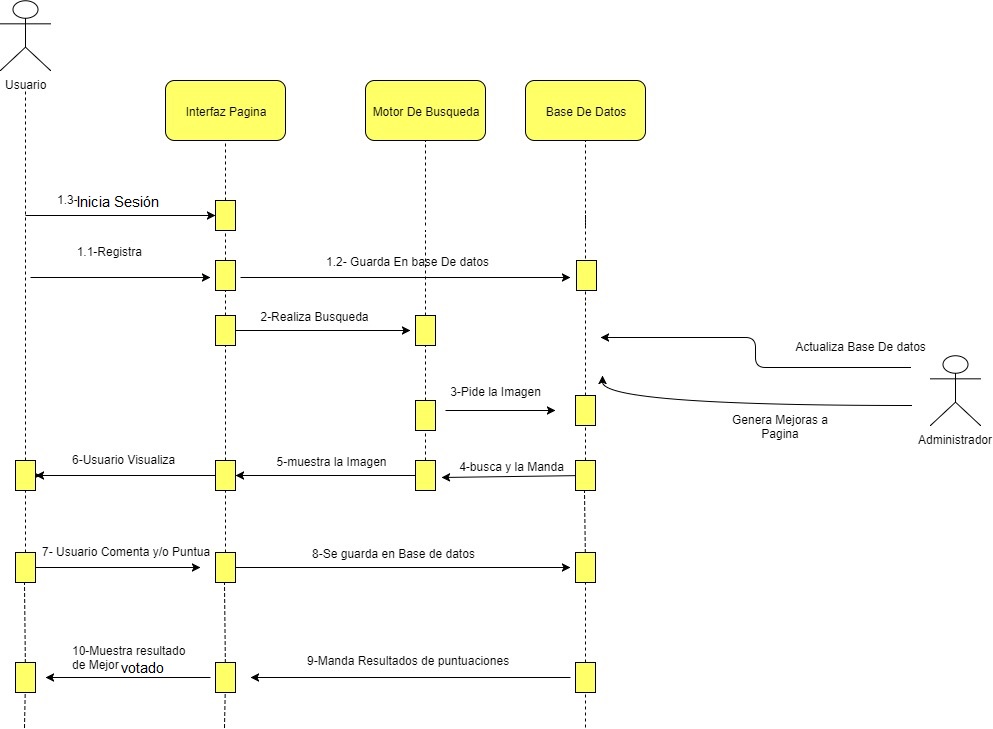 Usuario
Interfaz Pagina
Motor De Busqueda
Base De Datos
1.3-Inicia Sesión
1.1-Registra
1.2- Guarda En base De datos
2-Realiza Busqueda
Actualiza Base De datos
3-Pide la Imagen
Genera Mejoras a
Pagina
Administrador
6-Usuario Visualiza
5-muestra la Imagen
4-busca y la Manda
7- Usuario Comenta y/o Puntua
8-Se guarda en Base de datos
10-Muestra resultado
de Mejor votado
9-Manda Resultados de puntuaciones